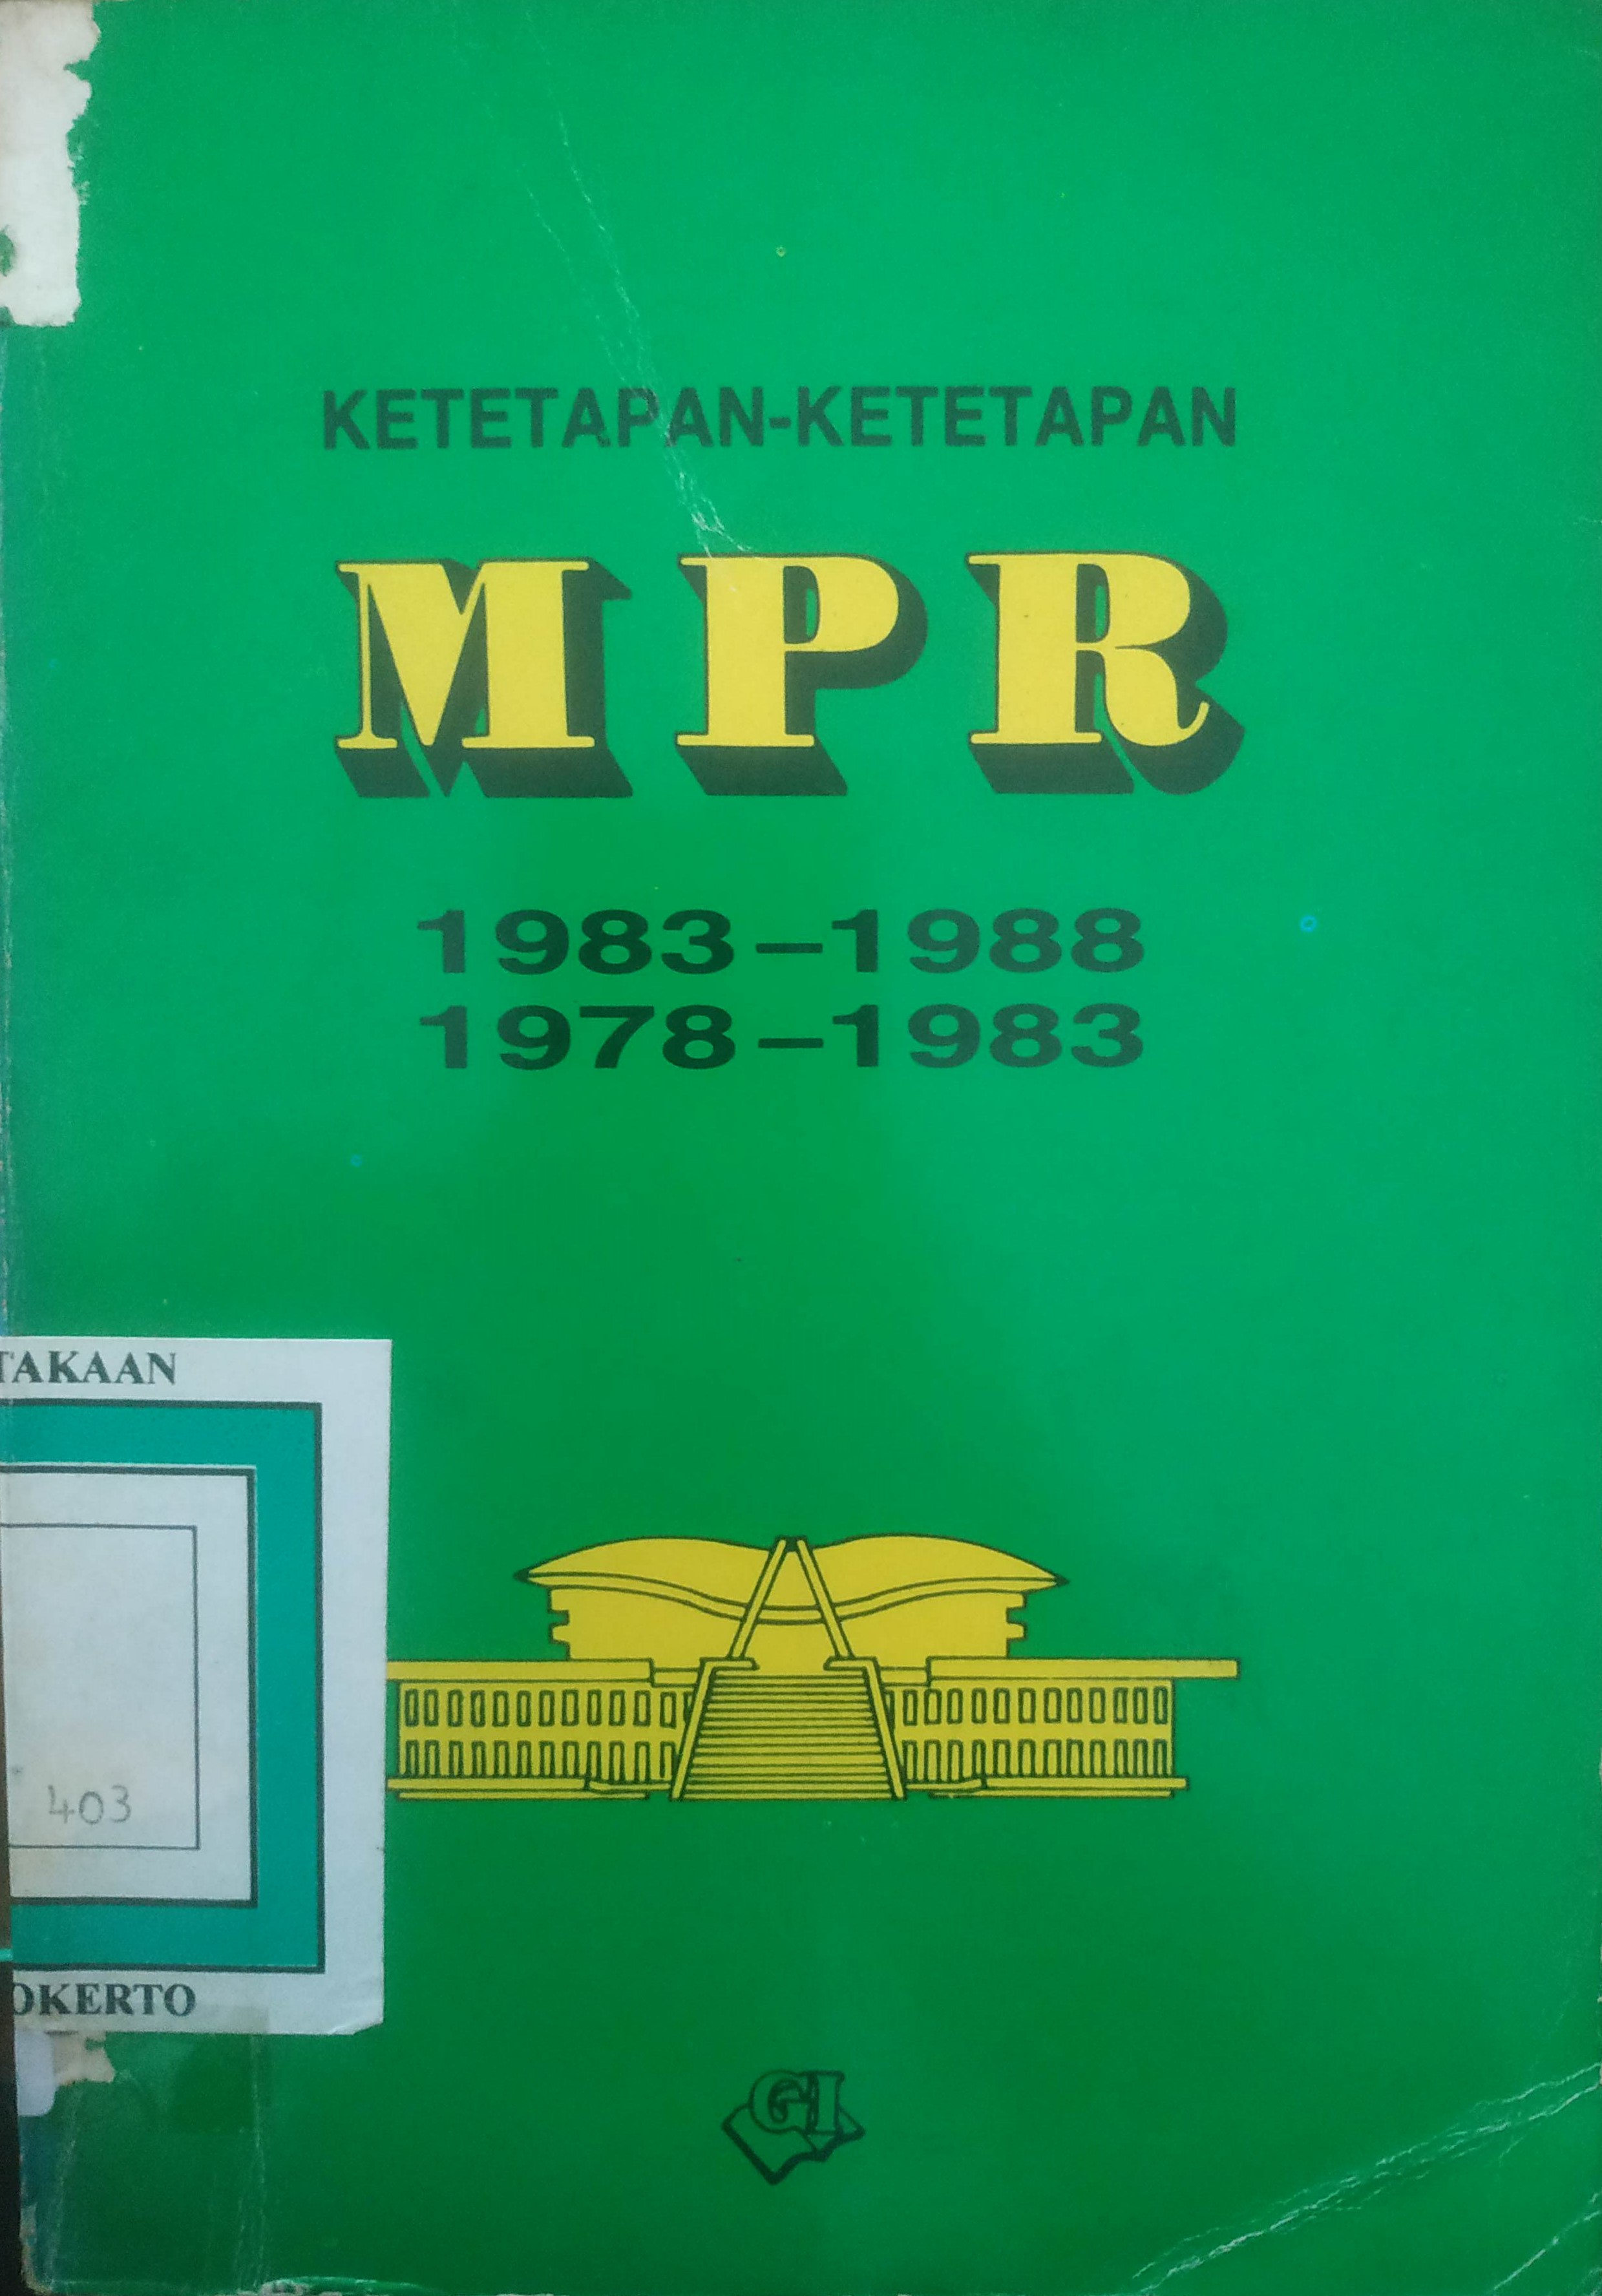 KETETAPAN-KETETAPAN
MPR
1983-1988
1978-1983
TAKAAN
403
OKERTO
GI